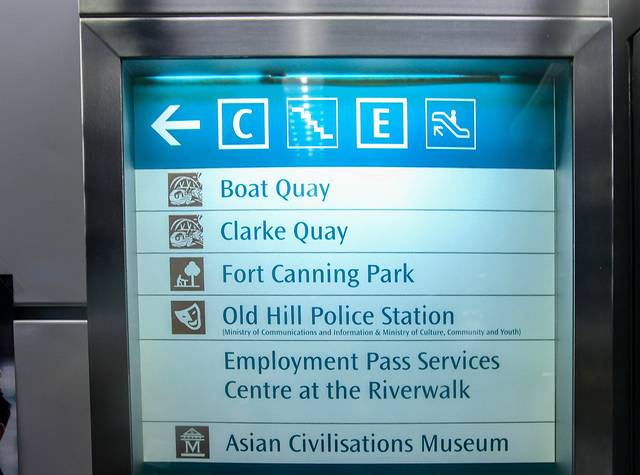 C E
Boat Quay
Clarke Quay
Fort Canning Park
Old Hill Police Station
(Ministry of Communications and Information & Ministry of Culture, Community and Youth)
Employment Pass Services
Centre at the Riverwalk
M Asian Civilisations Museum